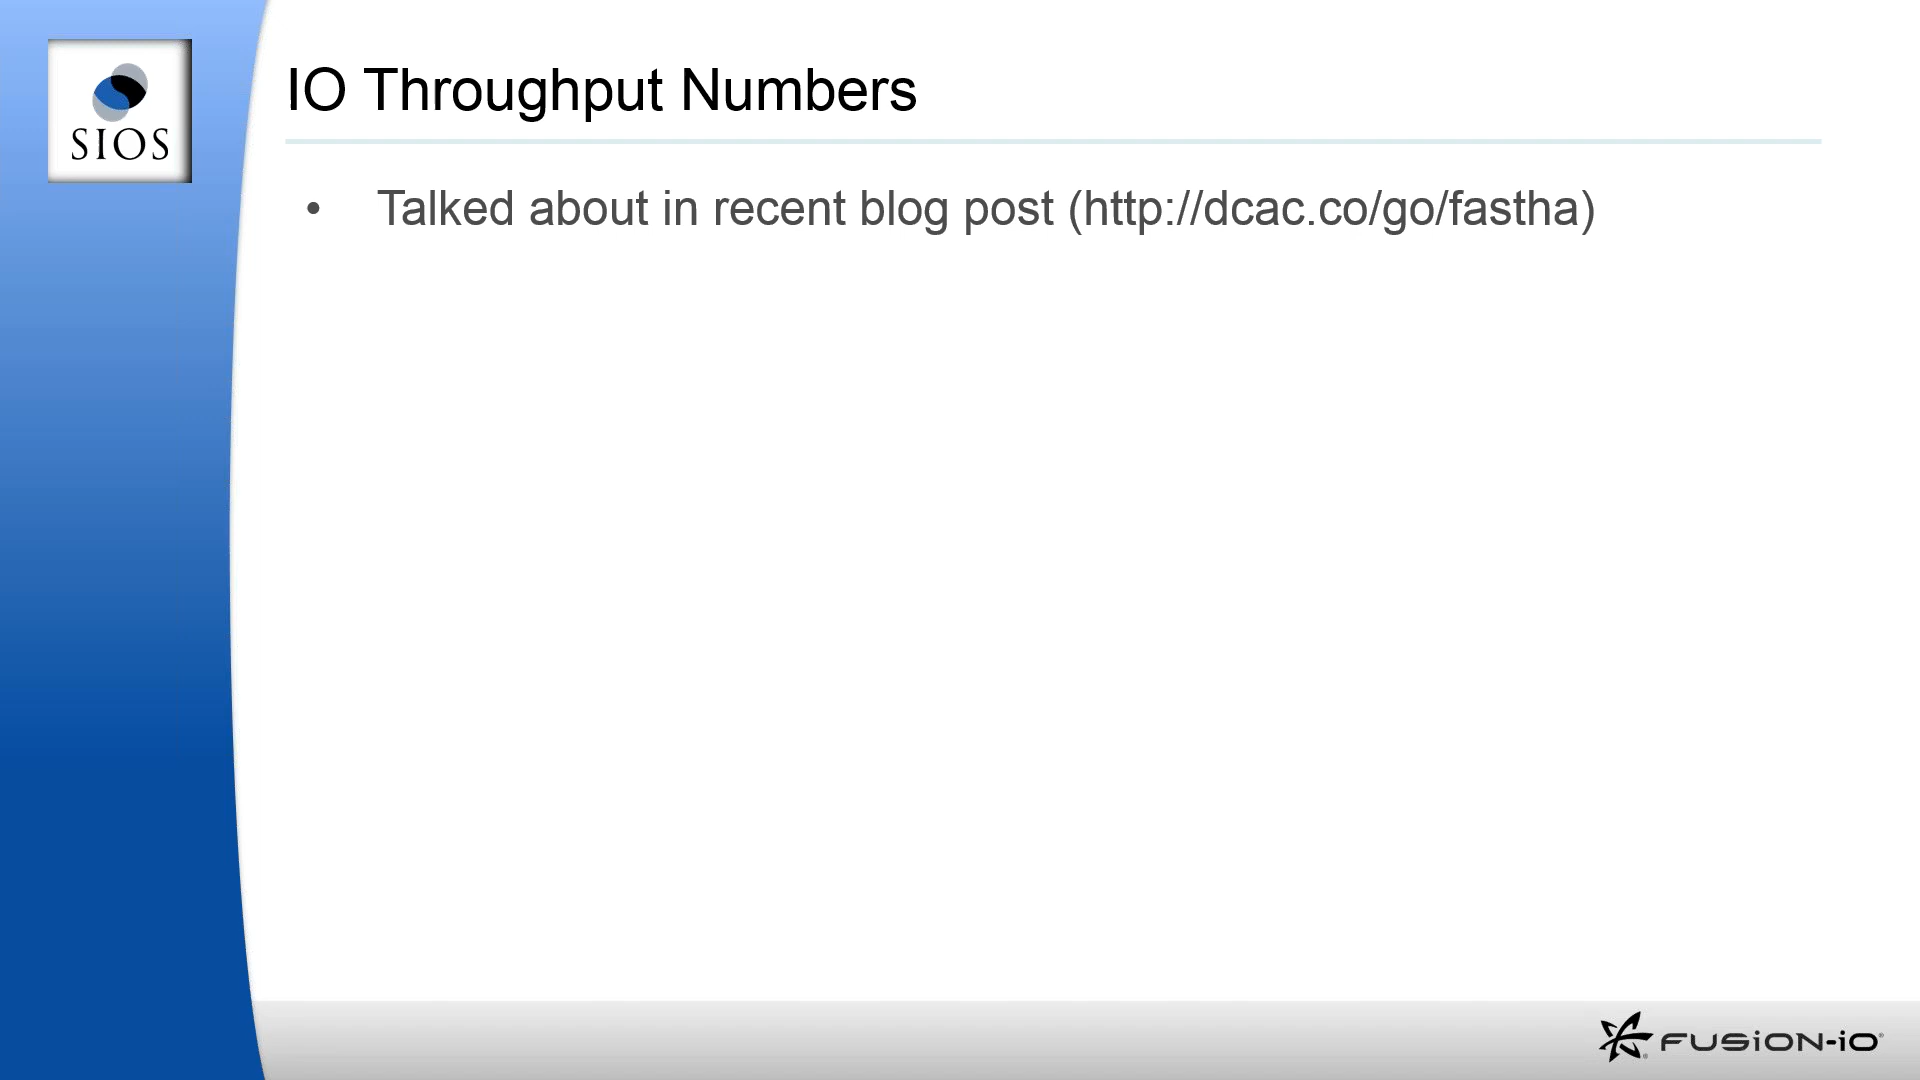 SIOS
IO Throughput Numbers
• Talked about in recent blog post (http://dcac.co/go/fastha)
FUSiON-iO®